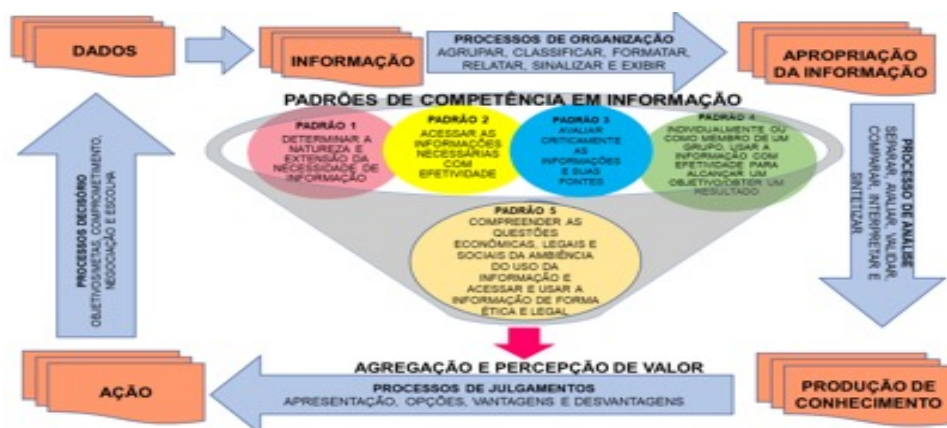 DADOS
INFORMAÇÃO
PROCESSOS DE ORGANIZAÇÃO
AGRUPAR, CLASSIFICAR, FORMATAR,
RELATAR, SINALIZAR E EXIBIR
APROPRIAÇÃO
DA INFORMAÇÃO
PADRÕES DE COMPETÊNCIA EM INFORMAÇÃO
PADRÃO 1
DETERMINAR A
NATUREZA E
EXTENSÃO DA
NECESSIDADE DE
INFORMAÇÃO
PADRÃO 2
ACESSAR AS
INFORMAÇÕES
NECESSÁRIAS
COM
EFETIVIDADE
PADRÃO 3
AVALIAR
CRITICAMENTE
AS
INFORMAÇÕES
E SUAS
FONTES
PADRÃO 4
INDIVIDUALMENTE OU
COMO MEMBRO DE UM
GRUPO, USAR A
INFORMAÇÃO COM
EFETIVIDADE PARA
ALCANÇAR UM
OBJETIVO/OBTER UM
RESULTADO
PADRÃO 5
COMPREENDER AS
QUESTÕES
ECONÔMICAS, LEGAIS E
SOCIAIS DA AMBIÊNCIA
DO USO DA
INFORMAÇÃO E
ACESSAR E USAR A
INFORMAÇÃO DE FORMA
ÉTICA E LEGAL
PROCESSO DE ANÁLISE
SEPARAR, AVALIAR, VALIDAR,
COMPARAR, INTERPRETAR E
SINTETIZAR
PRODUÇÃO DE
CONHECIMENTO
AGREGAÇÃO E PERCEPÇÃO DE VALOR
PROCESSOS DE JULGAMENTOS
APRESENTAÇÃO, OPÇÕES, VANTAGENS E DESVANTAGENS
AÇÃO
PROCESSOS DECISÓRIO
OBJETIVOS/METAS, COMPROMETIMENTO,
NEGOCIAÇÃO E ESCOLHA